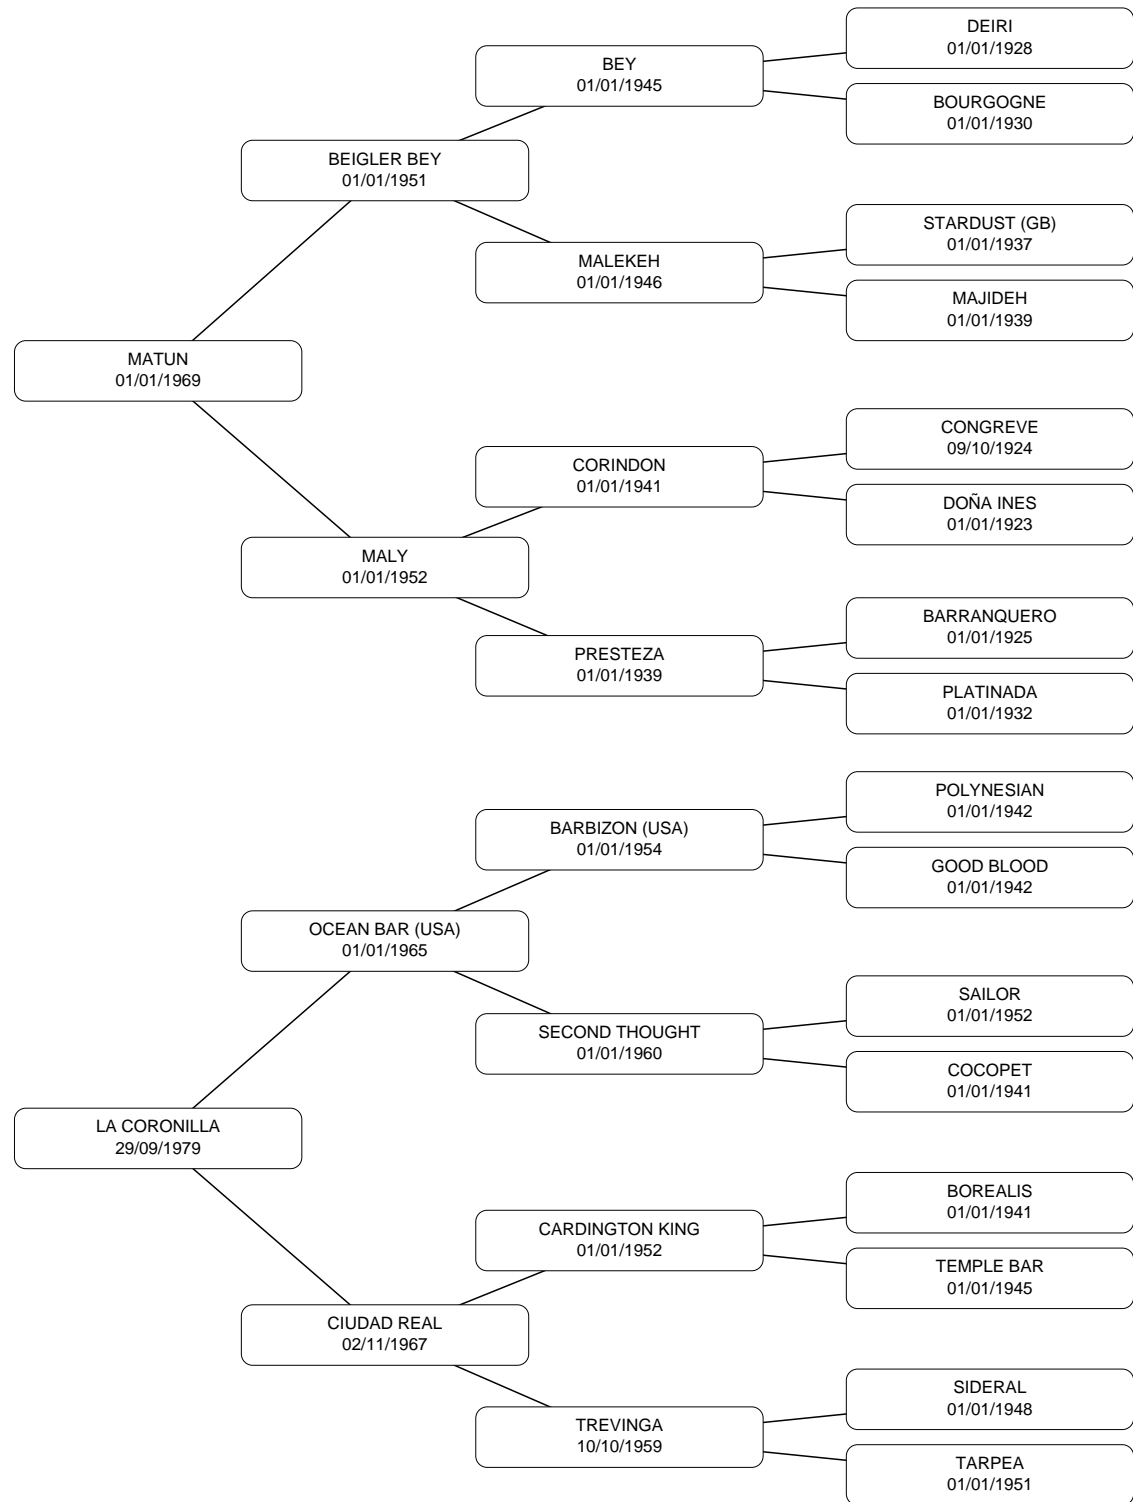 DEIRI
01/01/1928
BEY
01/01/1945
BOURGOGNE
01/01/1930
BEIGLER BEY
01/01/1951
STARDUST (GB)
01/01/1937
MALEKEH
01/01/1946
MAJIDEH
01/01/1939
MATUN
01/01/1969
CONGREVE
09/10/1924
CORINDON
01/01/1941
DOÑA INES
01/01/1923
MALY
01/01/1952
BARRANQUERO
01/01/1925
PRESTEZA
01/01/1939
PLATINADA
01/01/1932
POLYNESIAN
01/01/1942
BARBIZON (USA)
01/01/1954
GOOD BLOOD
01/01/1942
OCEAN BAR (USA)
01/01/1965
SAILOR
01/01/1952
SECOND THOUGHT
01/01/1960
COCOPET
01/01/1941
LA CORONILLA
29/09/1979
BOREALIS
01/01/1941
CARDINGTON KING
01/01/1952
TEMPLE BAR
01/01/1945
CIUDAD REAL
02/11/1967
SIDERAL
01/01/1948
TREVINGA
10/10/1959
TARPEA
01/01/1951